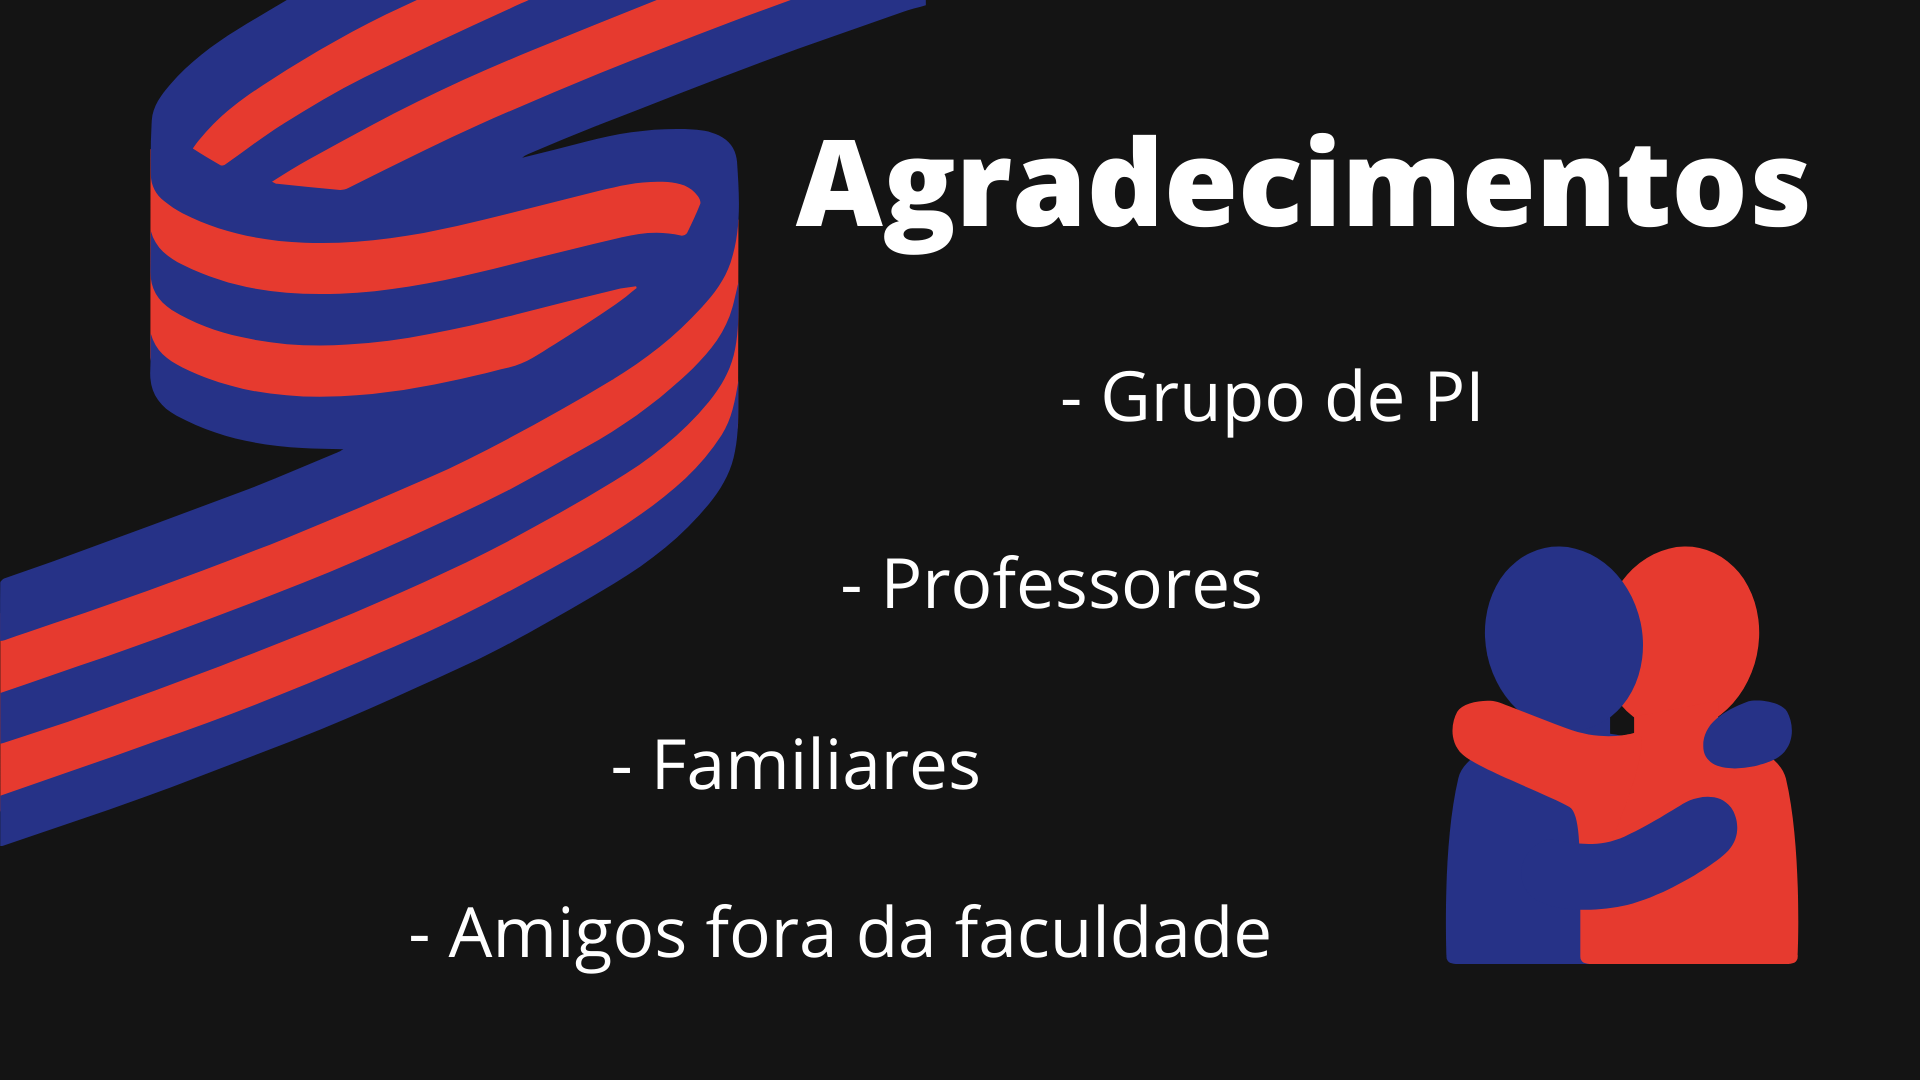 Agradecimentos
- Grupo de PI
- Professores
- Familiares
- Amigos fora da faculdade